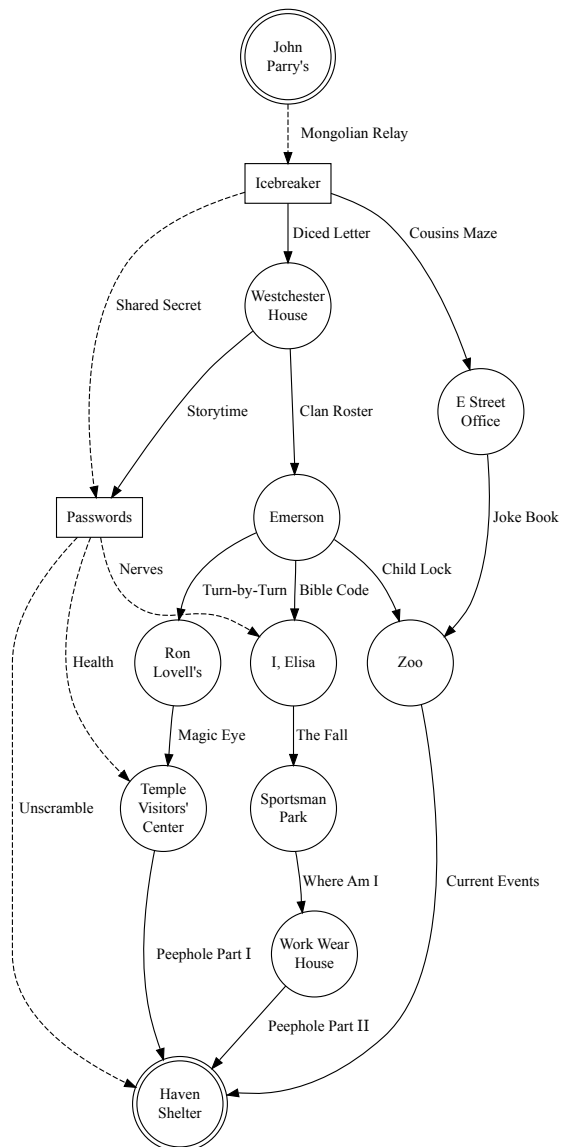 John
Parry's
Mongolian Relay
Icebreaker
Diced Letter
Cousins Maze
Westchester
House
Shared Secret
E Street
Office
Storytime
Clan Roster
Passwords
Emerson
Joke Book
Nerves
Turn-by-Turn
Bible Code
Child Lock
Ron
Lovell's
I, Elisa
Zoo
Health
Magic Eye
The Fall
Temple
Visitors'
Center
Sportsman
Park
Unscramble
Where Am I
Current Events
Work Wear
House
Peephole Part I
Peephole Part II
Haven
Shelter